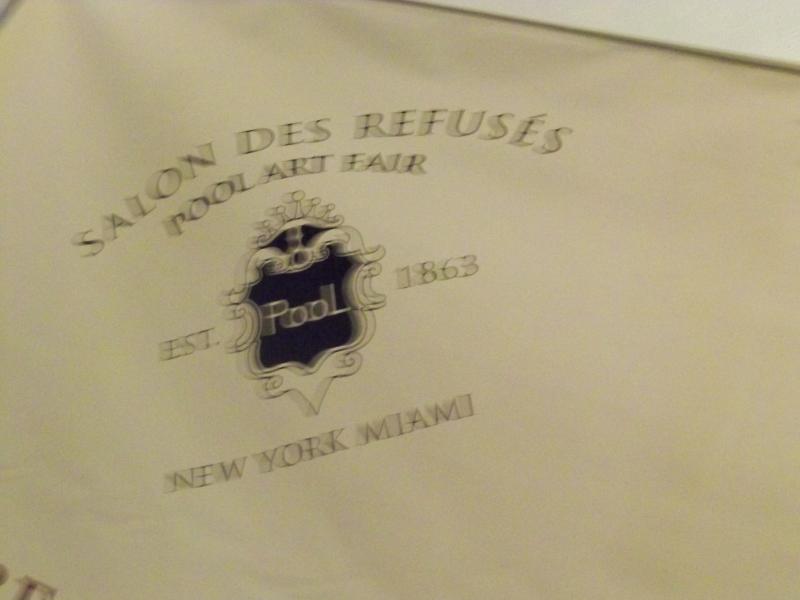 SALON DES REFUSÉS
POOL ART FAIR
PooL
EST. 1863
NEW YORK MIAMI